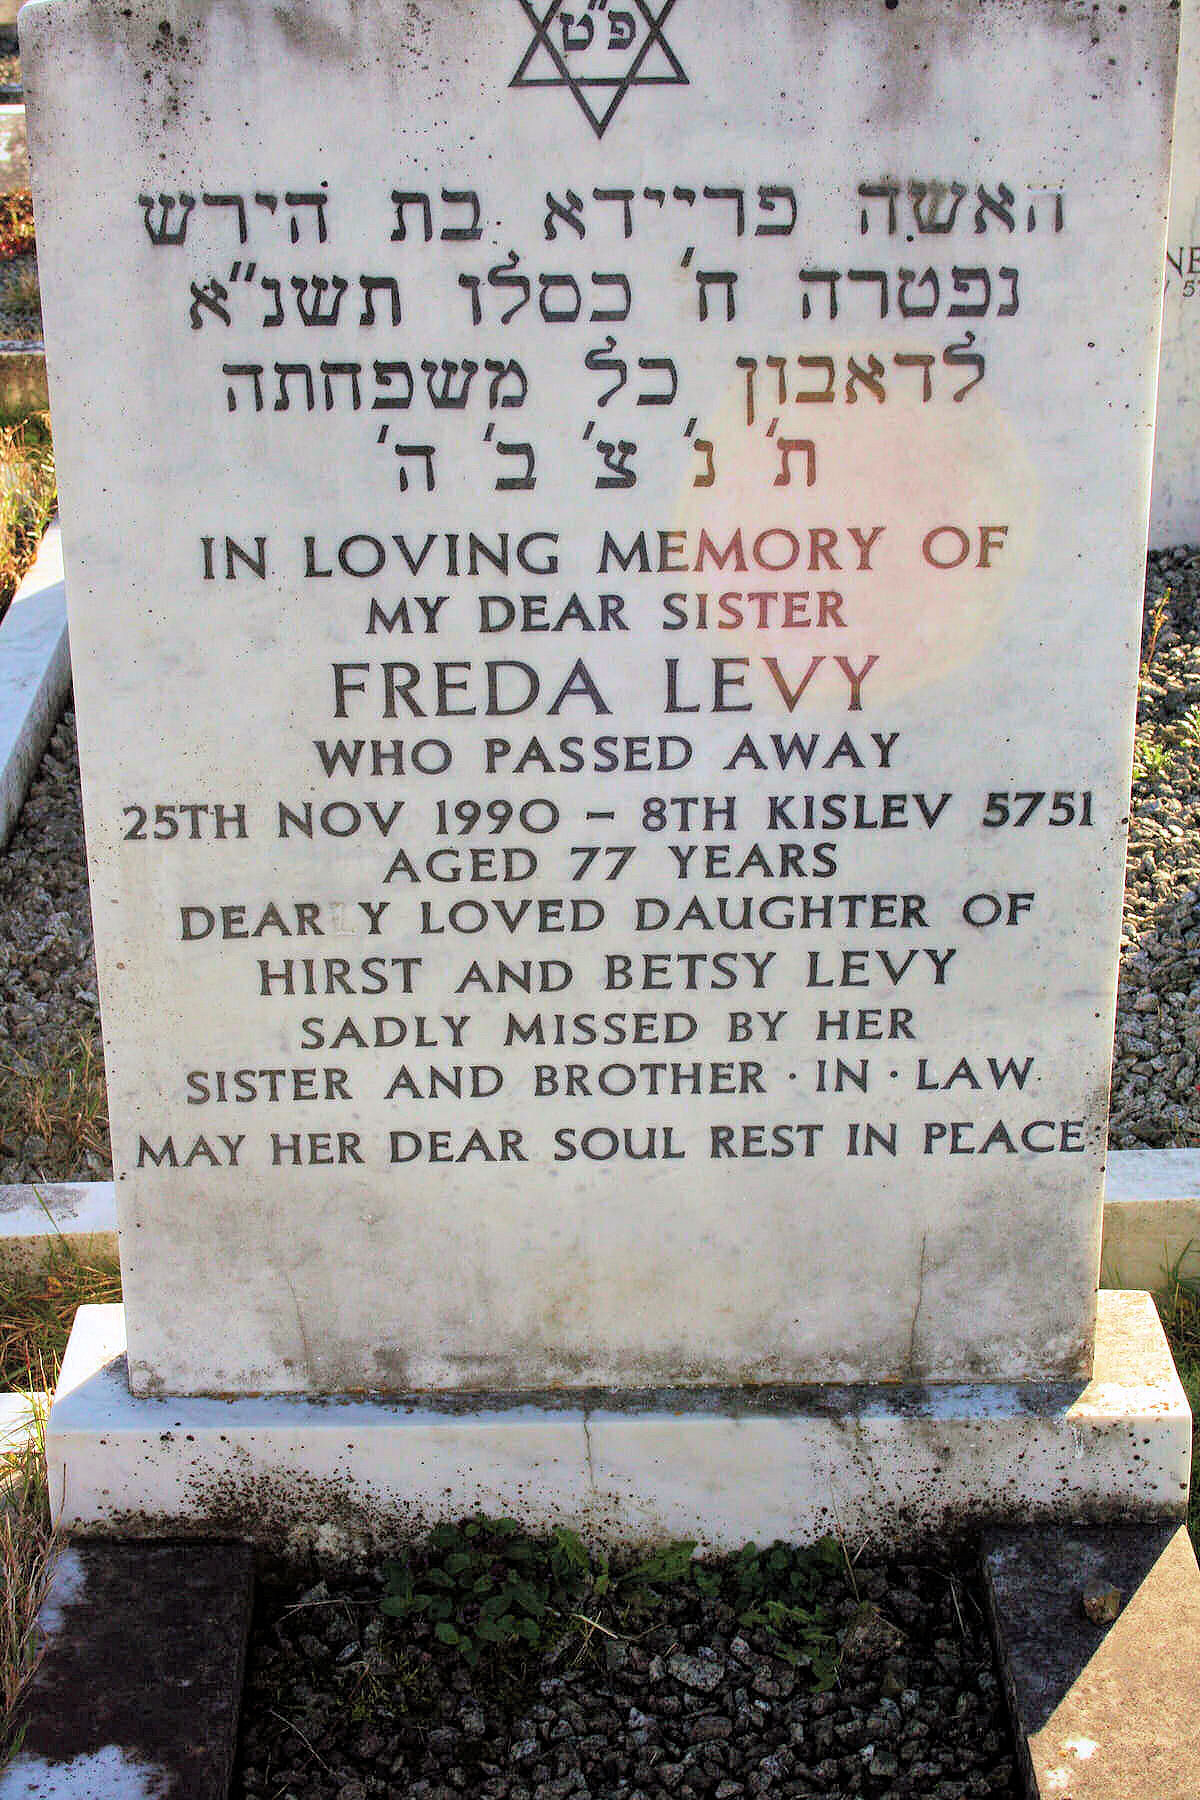 פ"ט
האשה פריידא בת הירש
נפטרה ח' כסלו תשנ"א
לדאבון כל משפחתה
ת' נ' צ' ב' ה'
IN LOVING MEMORY OF
MY DEAR SISTER
FREDA LEVY
WHO PASSED AWAY
25TH NOV 1990 – 8TH KISLEV 5751
AGED 77 YEARS
DEARLY LOVED DAUGHTER OF
HIRST AND BETSY LEVY
SADLY MISSED BY HER
SISTER AND BROTHER·IN·LAW
MAY HER DEAR SOUL REST IN PEACE